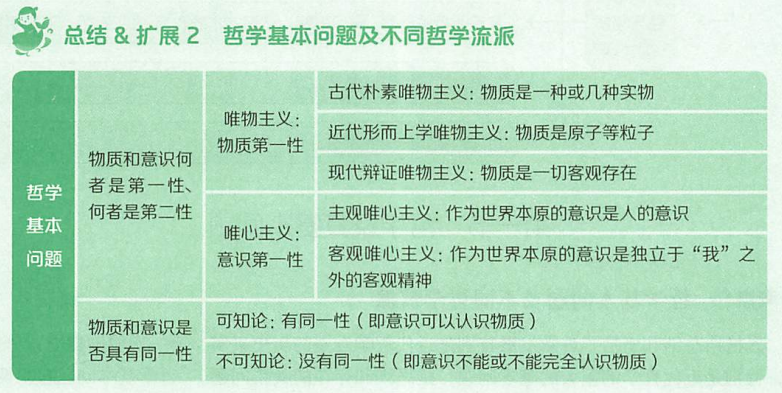 总结 & 扩展 2 哲学基本问题及不同哲学流派
哲学
基本
问题
物质和意识何
者是第一性、
何者是第二性
唯物主义：
物质第一性
古代朴素唯物主义：物质是一种或几种实物
近代形而上学唯物主义：物质是原子等粒子
现代辩证唯物主义：物质是一切客观存在
唯心主义：
意识第一性
主观唯心主义：作为世界本原的意识是人的意识
客观唯心主义：作为世界本原的意识是独立于“我”之
外的客观精神
物质和意识是
否具有同一性
可知论：有同一性（即意识可以认识物质）
不可知论：没有同一性（即意识不能或不能完全认识物质）